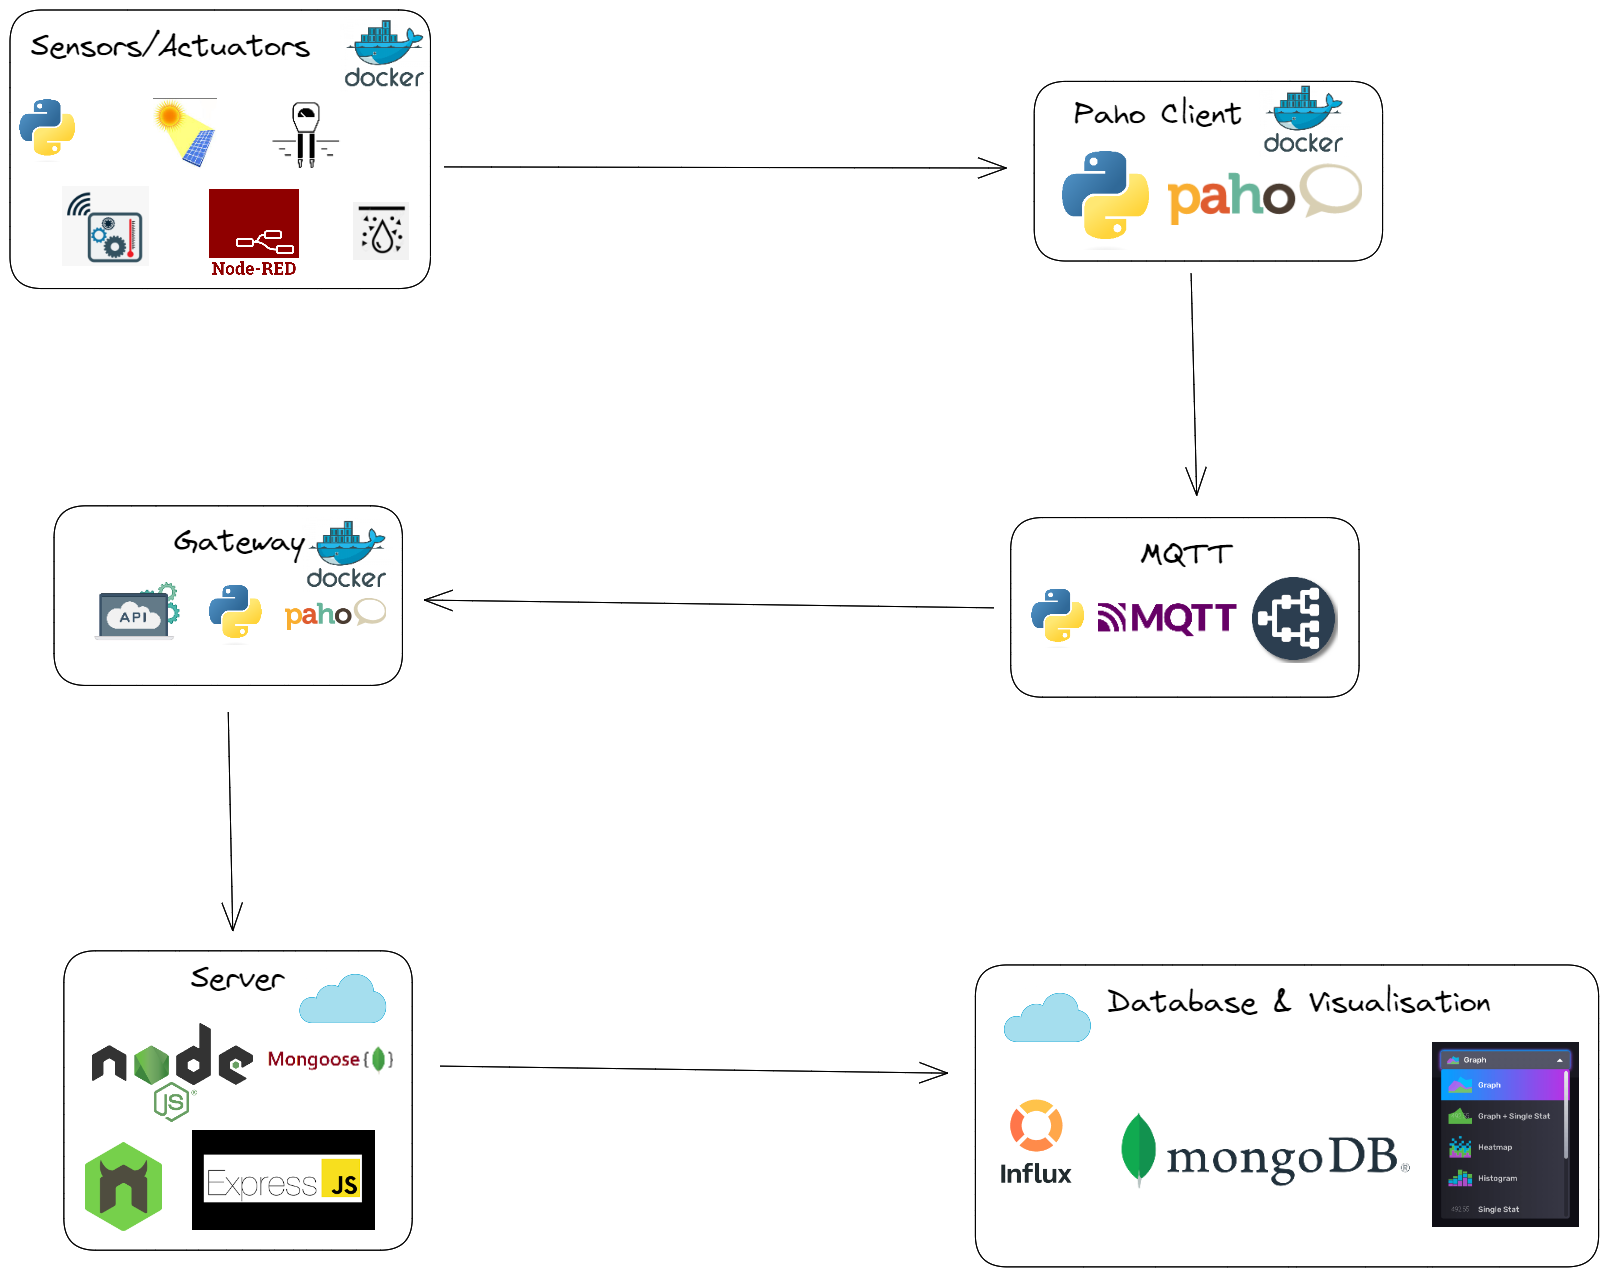 Sensors/Actuators
docker
Node-RED
Paho Client
docker
paho
Gateway
docker
API
paho
MQTT
MQTT
Server
node
JS
Mongoose{ }
Express JS
Database & Visualisation
Influx
mongoDB®
Graph
Graph
Graph + Single Stat
Heatmap
Histogram
Single Stat